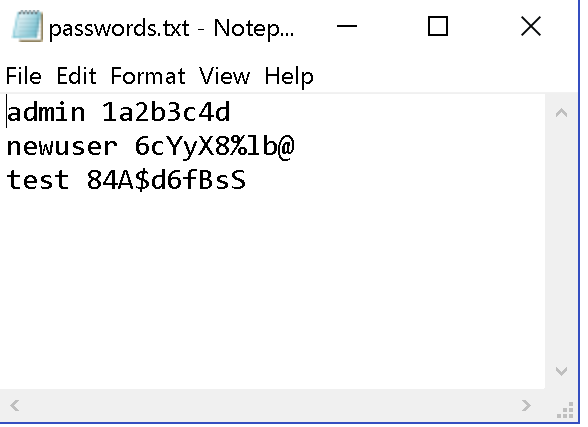 passwords.txt - Notep...
File Edit Format View Help
admin 1a2b3c4d
newuser 6cYyX8%lb@
test 84A$d6fBsS